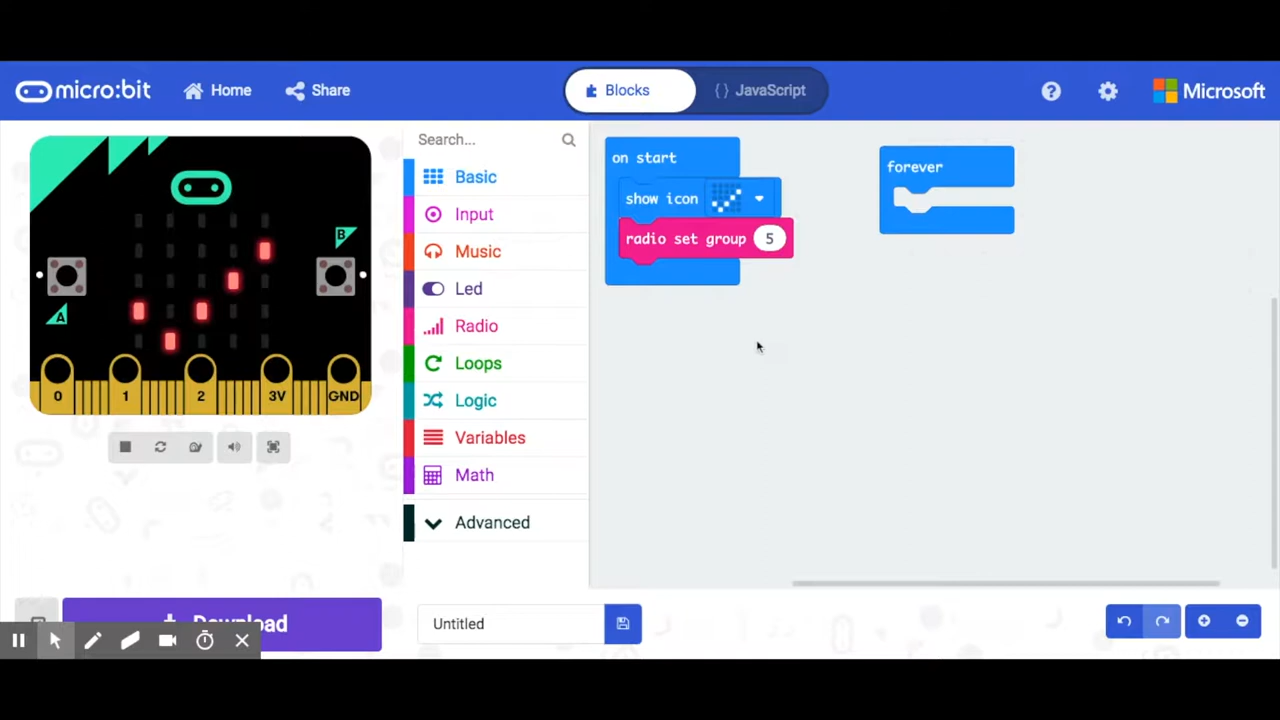 micro:bit Home Share Blocks {} JavaScript ? Microsoft
Search...
Basic
Input
Music
Led
Radio
Loops
Logic
Variables
Math
Advanced
on start
show icon
radio set group 5
forever
A
B
0 1 2 3V GND
Download
Untitled